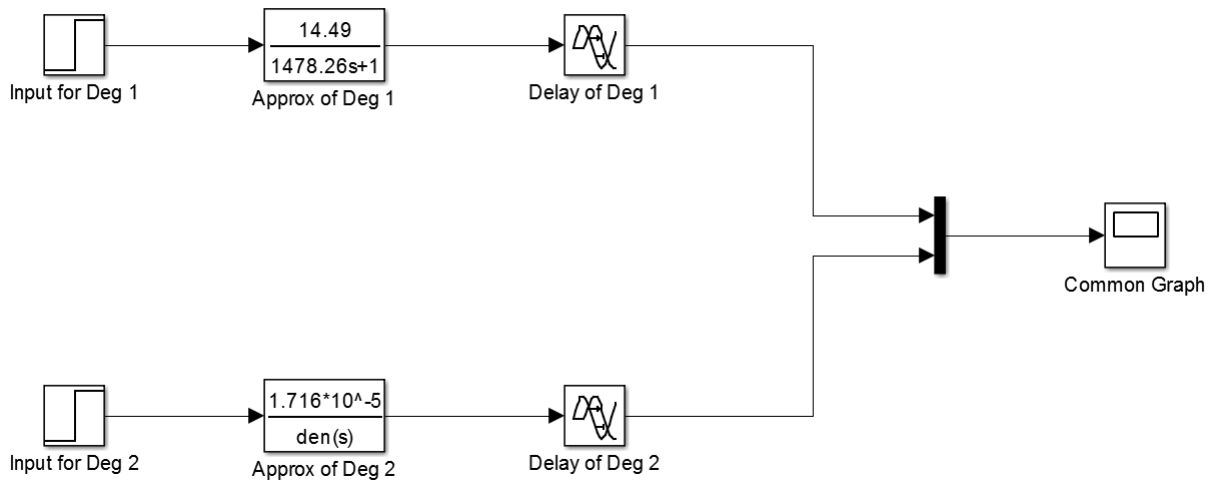 14.49
1478.26s+1
Input for Deg 1
Approx of Deg 1
Delay of Deg 1
Common Graph
1.716*10^-5
den(s)
Input for Deg 2
Approx of Deg 2
Delay of Deg 2